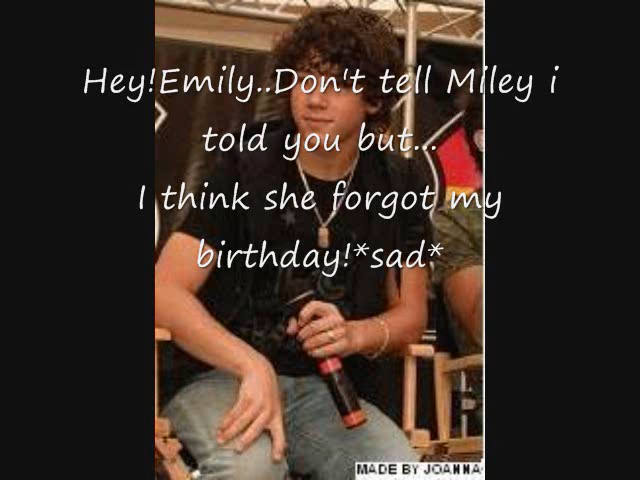 Hey!Emily..Don't tell Miley i
told you but...
I think she forgot my
birthday!*sad*
MADE BY JOANNA